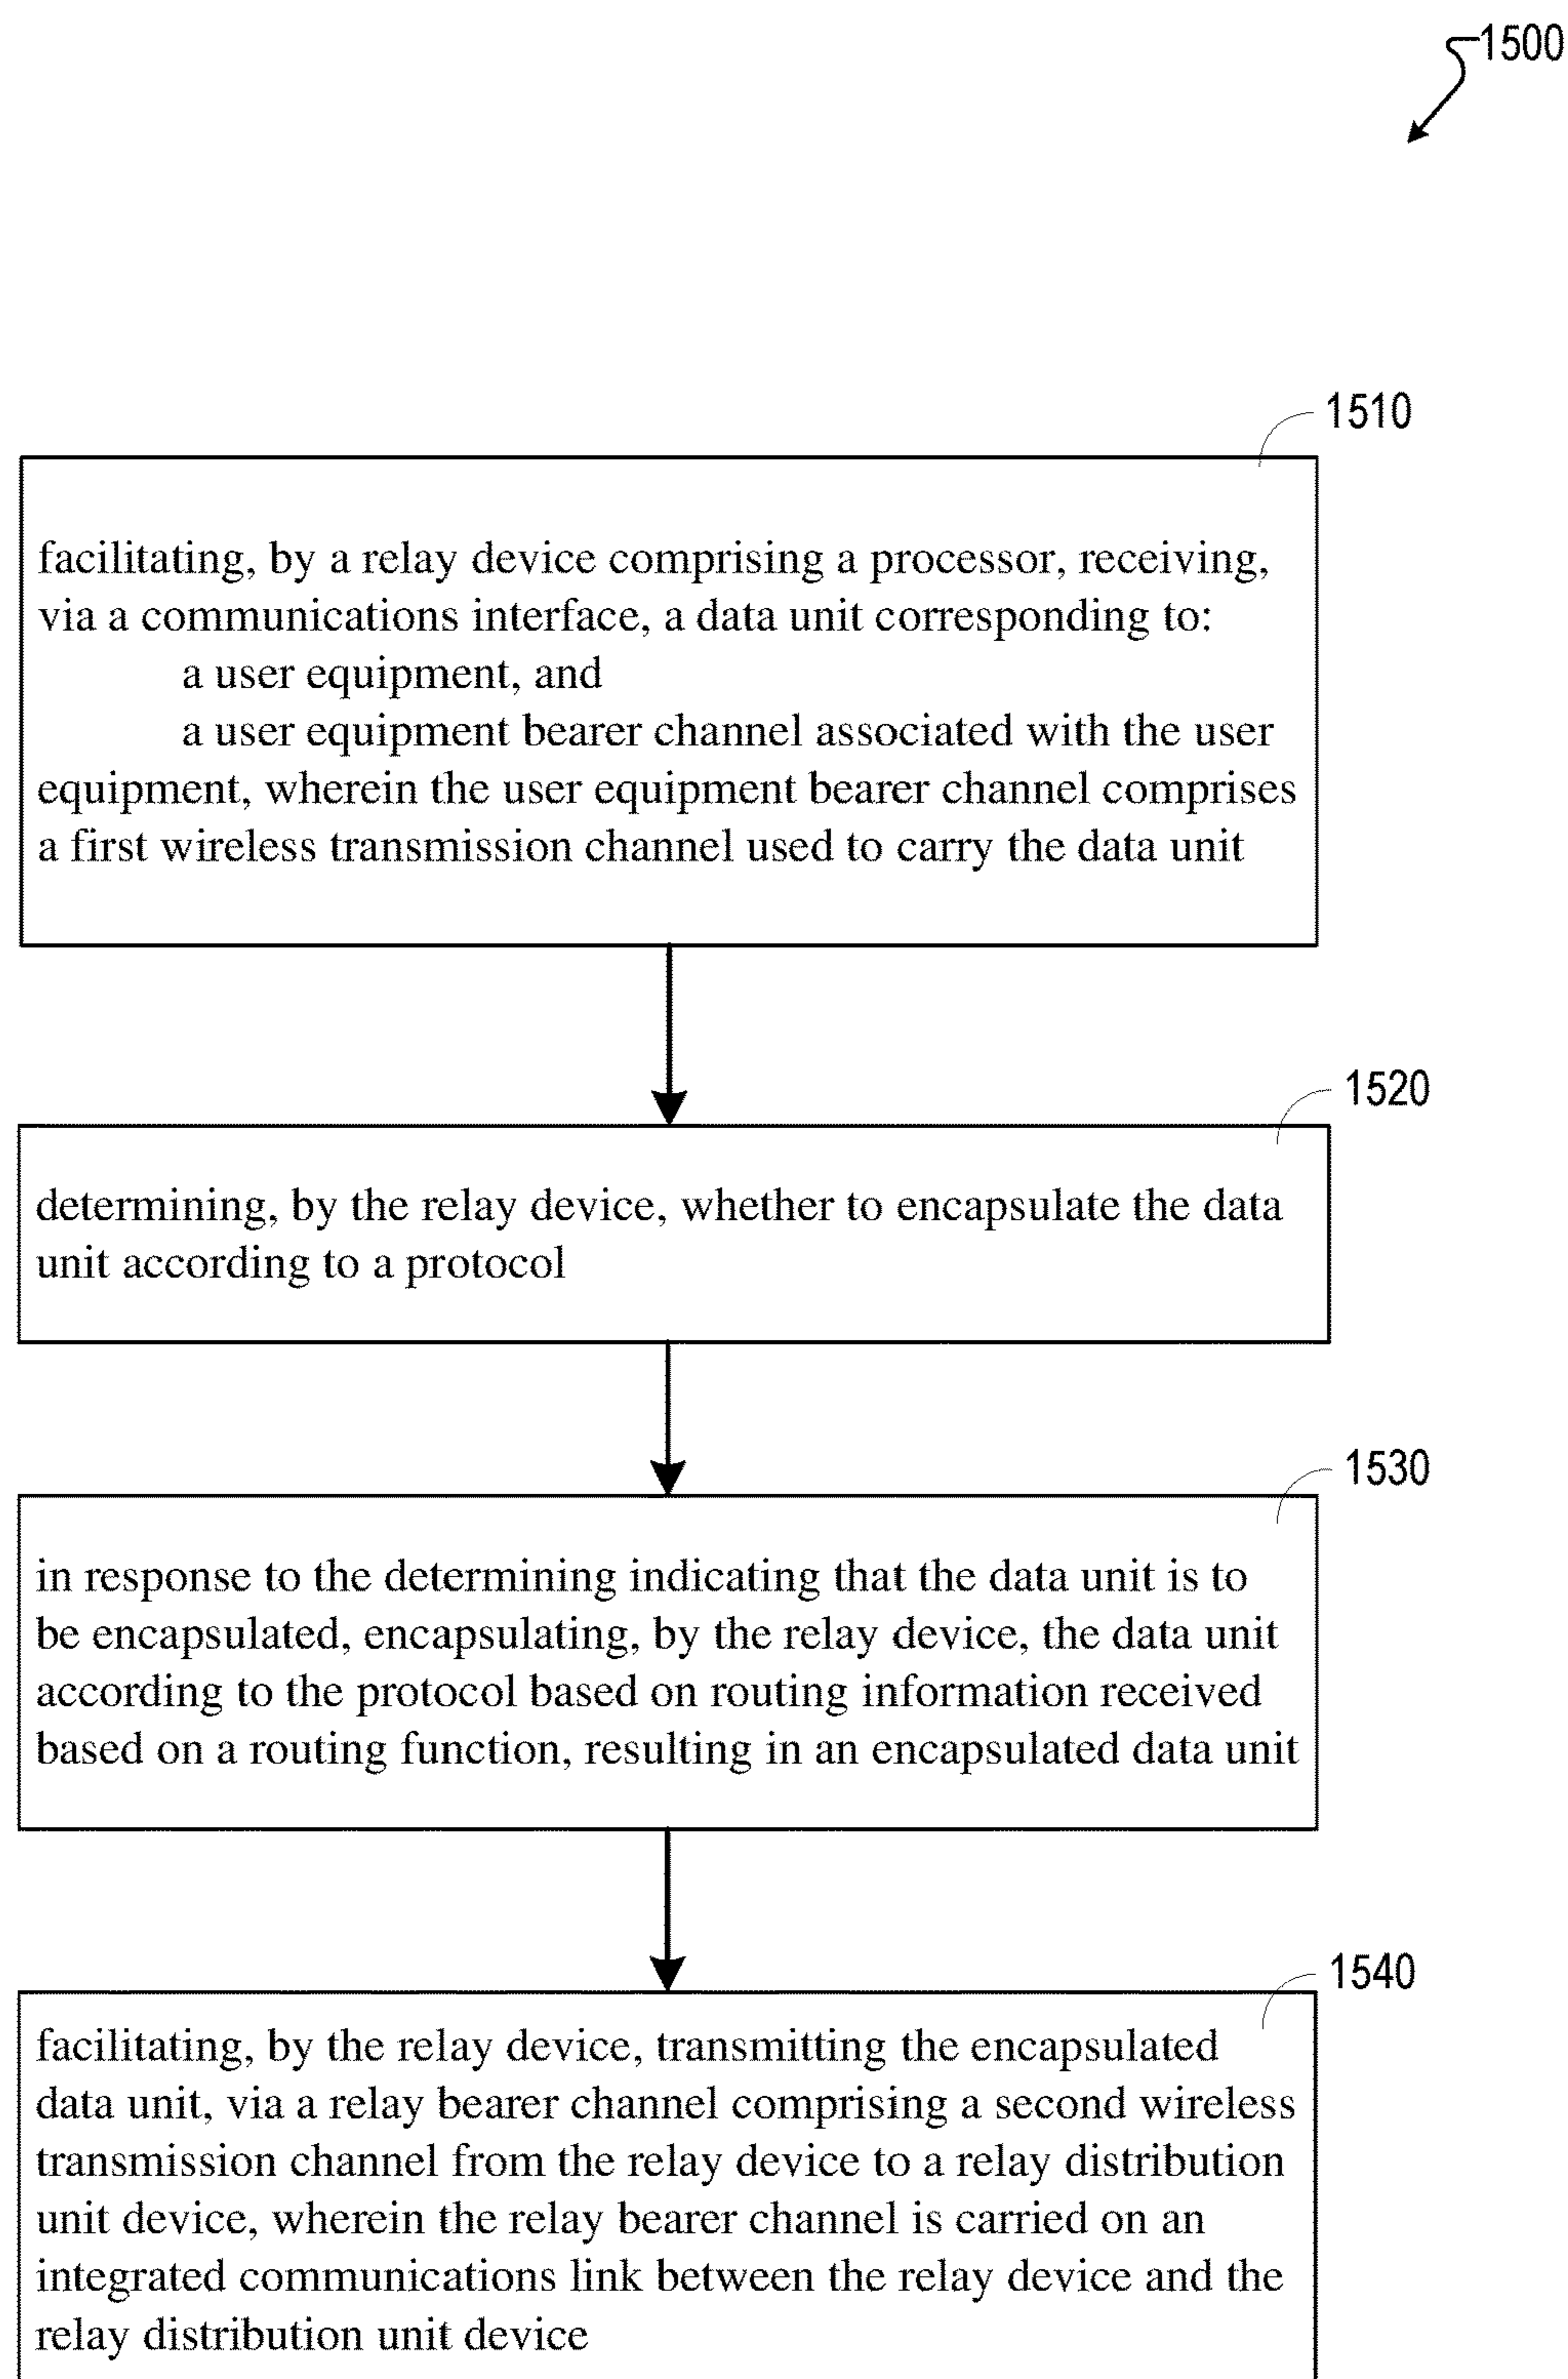 1500
1510
facilitating, by a relay device comprising a processor, receiving,
via a communications interface, a data unit corresponding to:
a user equipment, and
a user equipment bearer channel associated with the user
equipment, wherein the user equipment bearer channel comprises
a first wireless transmission channel used to carry the data unit
1520
determining, by the relay device, whether to encapsulate the data
unit according to a protocol
1530
in response to the determining indicating that the data unit is to
be encapsulated, encapsulating, by the relay device, the data unit
according to the protocol based on routing information received
based on a routing function, resulting in an encapsulated data unit
1540
facilitating, by the relay device, transmitting the encapsulated
data unit, via a relay bearer channel comprising a second wireless
transmission channel from the relay device to a relay distribution
unit device, wherein the relay bearer channel is carried on an
integrated communications link between the relay device and the
relay distribution unit device